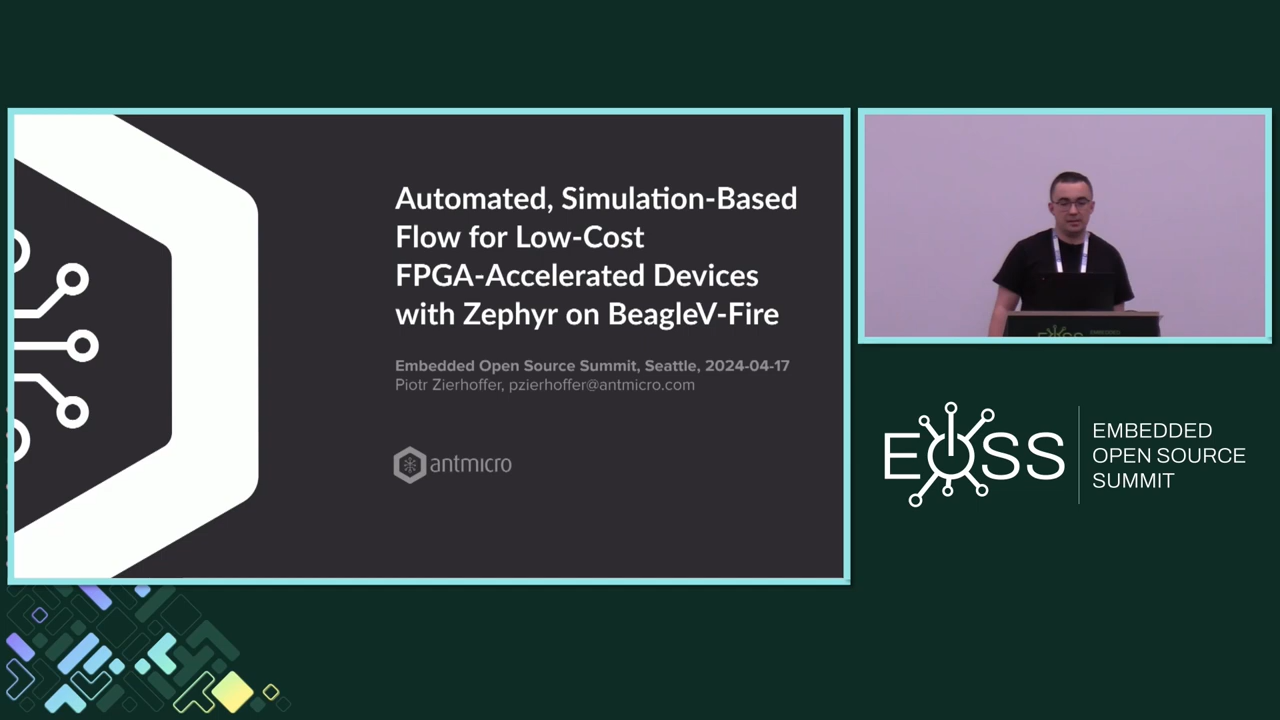 Automated, Simulation-Based
Flow for Low-Cost
FPGA-Accelerated Devices
with Zephyr on BeagleV-Fire
Embedded Open Source Summit, Seattle, 2024-04-17
Piotr Zierhoffer, pzierhoffer@antmicro.com
antmicro
EOSS
EMBEDDED
OPEN SOURCE
SUMMIT